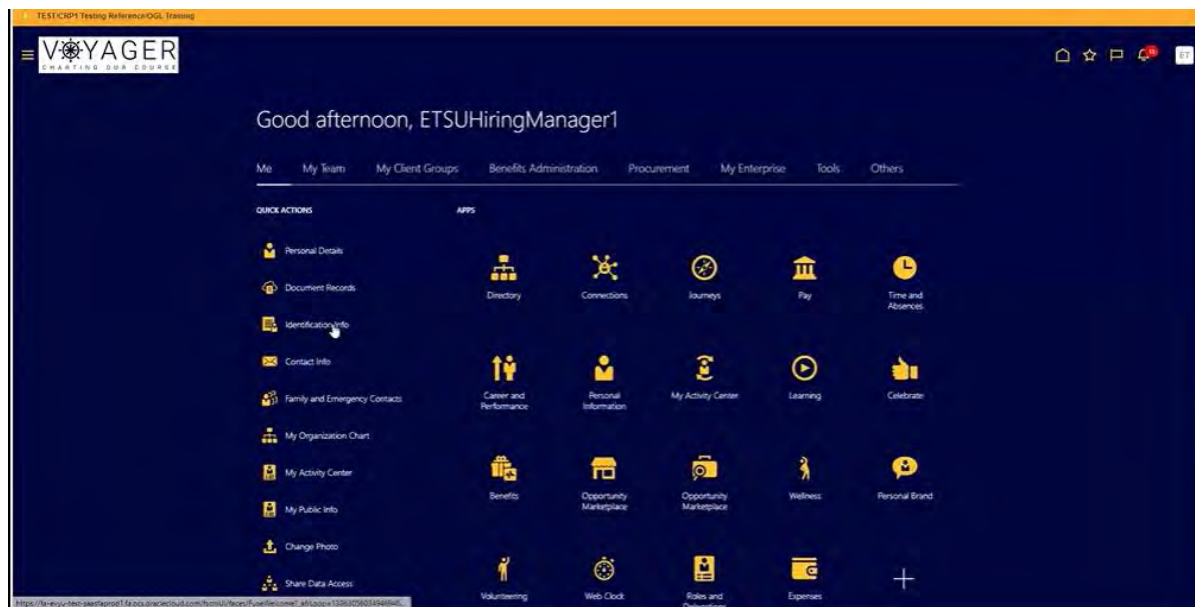 TEST/CRP1 Testing Reference/OGL Training
VOYAGER
CHARTING OUR COURSE
13
ET
Good afternoon, ETSUHiringManager1
Me My Team My Client Groups Benefits Administration Procurement My Enterprise Tools Others
QUICK ACTIONS
Personal Details
Document Records
Identification Info
Contact Info
Family and Emergency Contacts
My Organization Chart
My Activity Center
My Public Info
Change Photo
Share Data Access
APPS
Directory
Connections
Journeys
Pay
Time and
Absences
Career and
Performance
Personal
Information
My Activity Center
Learning
Celebrate
Benefits
Opportunity
Marketplace
Opportunity
Marketplace
Wellness
Personal Brand
Volunteering
Web Clock
Roles and
Delegations
Expenses